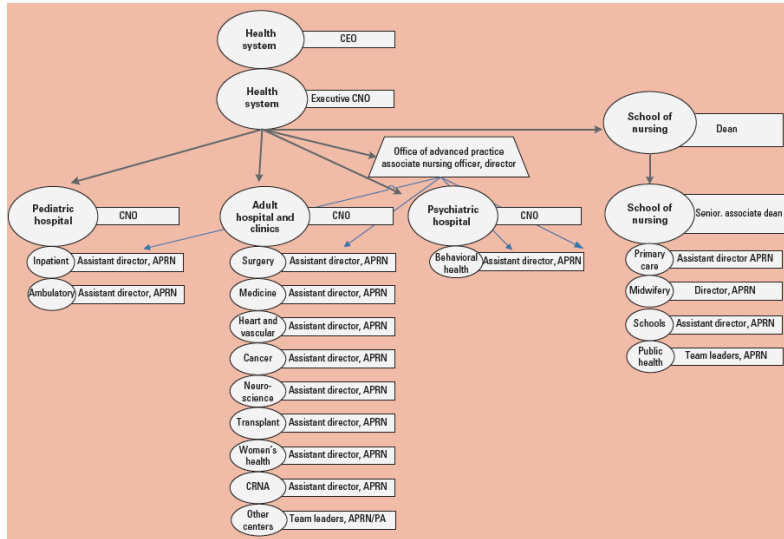 Health
system
CEO
Health
system
Executive CNO
School of
nursing
Dean
Office of advanced practice
associate nursing officer, director
Pediatric
hospital
CNO
Adult
hospital and
clinics
CNO
Psychiatric
hospital
CNO
School of
nursing
Senior. associate dean
Inpatient
Assistant director, APRN
Ambulatory
Assistant director, APRN
Surgery
Assistant director, APRN
Medicine
Assistant director, APRN
Heart and
vascular
Assistant director, APRN
Cancer
Assistant director, APRN
Neuro-
science
Assistant director, APRN
Transplant
Assistant director, APRN
Women's
health
Assistant director, APRN
CRNA
Assistant director, APRN
Other
centers
Team leaders, APRN/PA
Behavioral
health
Assistant director, APRN
Primary
care
Assistant director APRN
Midwifery
Director, APRN
Schools
Assistant director, APRN
Public
health
Team leaders, APRN